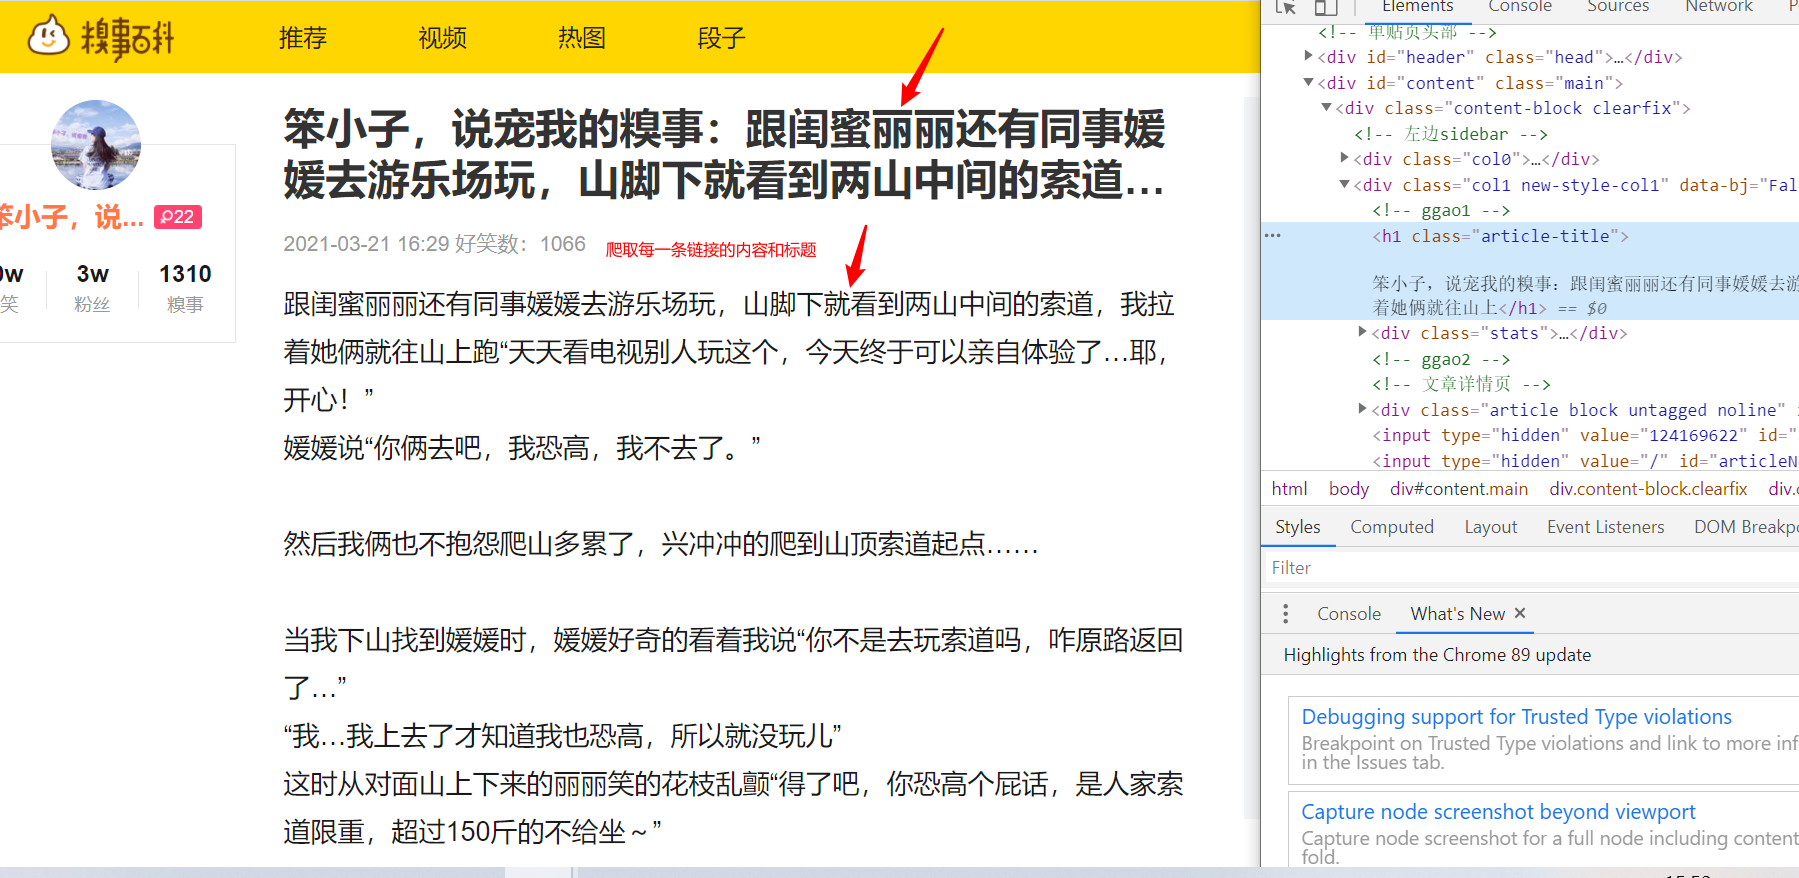 糗事百科
推荐
视频
热图
段子
笨小子，说宠我的糗事：跟闺蜜丽丽还有同事媛
媛去游乐场玩，山脚下就看到两山中间的索道…
2021-03-21 16:29 好笑数：1066
爬取每一条链接的内容和标题
笨小子，说...
22
0w
3w
1310
笑
粉丝
糗事
跟闺蜜丽丽还有同事媛媛去游乐场玩，山脚下就看到两山中间的索道，我拉
着她俩就往山上跑“天天看电视别人玩这个，今天终于可以亲自体验了…耶，
开心！”
媛媛说“你俩去吧，我恐高，我不去了。”
然后我俩也不抱怨爬山多累了，兴冲冲的爬到山顶索道起点……
当我下山找到媛媛时，媛媛好奇的看着我说“你不是去玩索道吗，咋原路返回
了…”
“我…我上去了才知道我也恐高，所以就没玩儿”
这时从对面山上下来的丽丽笑的花枝乱颤“得了吧，你恐高个屁话，是人家索
道限重，超过150斤的不给坐～”
Elements Console Sources Network P
<!-- 单贴页头部 -->
<div id="header" class="head">…</div>
<div id="content" class="main">
<div class="content-block clearfix">
<!-- 左边sidebar -->
<div class="col0">…</div>
<div class="col1 new-style-col1" data-bj="Fal
<!-- ggao1 -->
<h1 class="article-title">
笨小子，说宠我的糗事：跟闺蜜丽丽还有同事媛媛去游
着她俩就往山上</h1> == $0
<div class="stats">…</div>
<!-- ggao2 -->
<!-- 文章详情页 -->
<div class="article block untagged noline"
<input type="hidden" value="124169622" id="
<input type="hidden" value="/" id="articleN
html body div#content.main div.content-block.clearfix div.
Styles Computed Layout Event Listeners DOM Breakp
Filter
Console What's New ×
Highlights from the Chrome 89 update
Debugging support for Trusted Type violations
Breakpoint on Trusted Type violations and link to more inf
in the Issues tab.
Capture node screenshot beyond viewport
Capture node screenshot for a full node including content
fold.